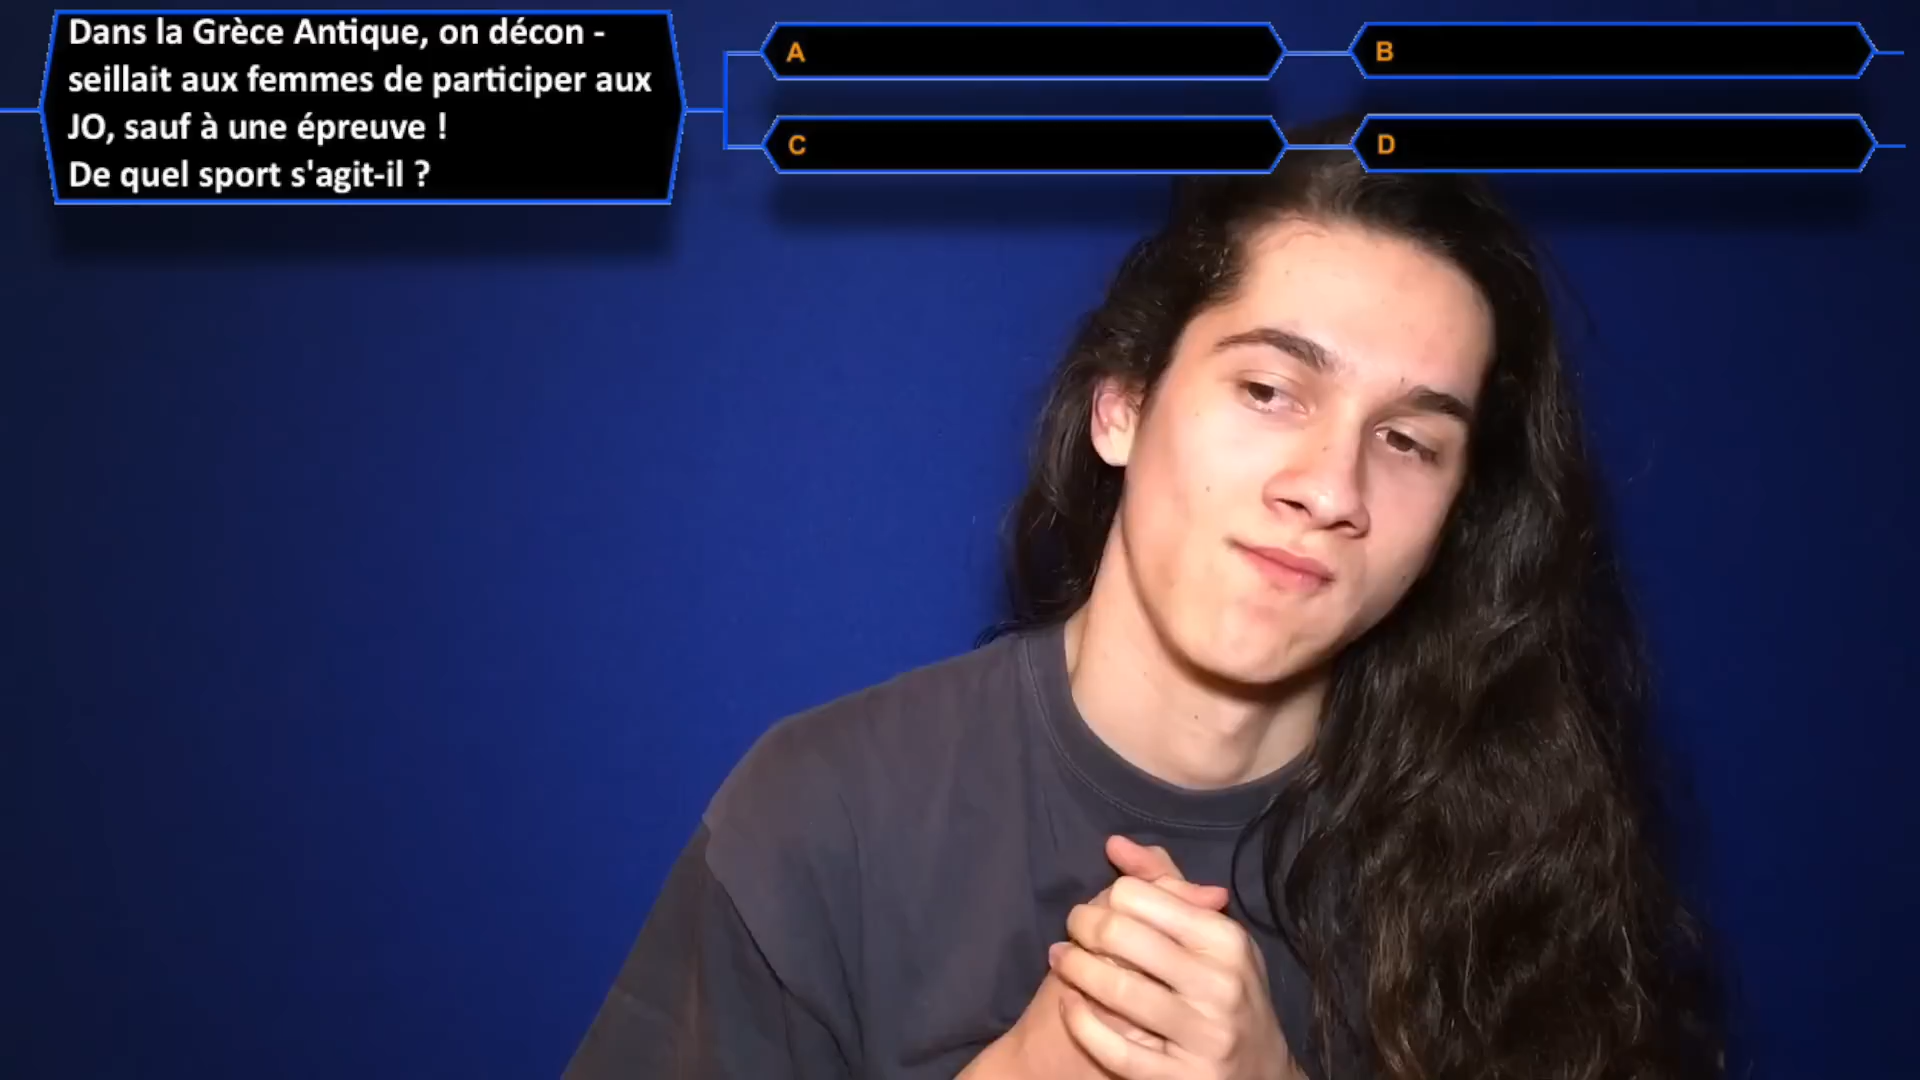 Dans la Grèce Antique, on décon -
seillait aux femmes de participer aux
JO, sauf à une épreuve !
De quel sport s'agit-il ?
A
B
C
D